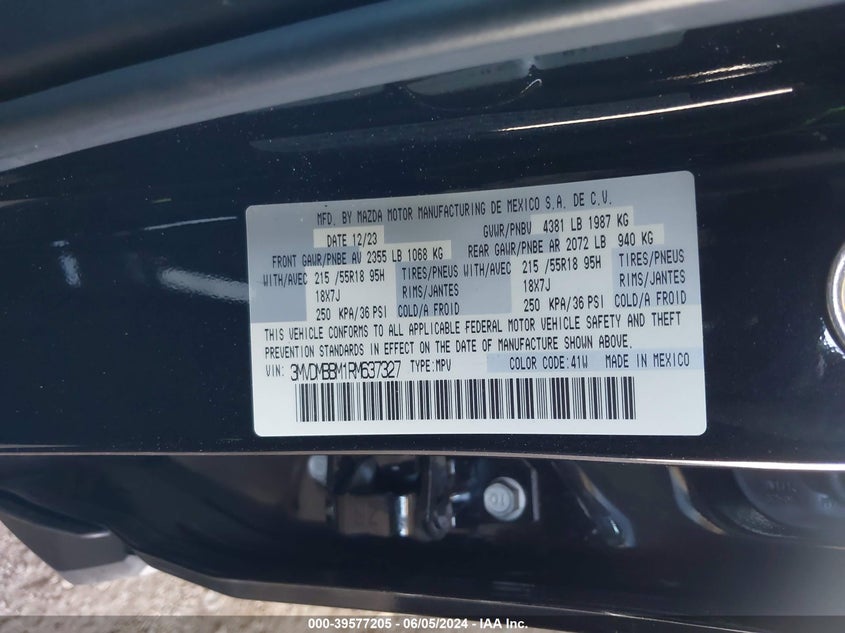 MFD. BY MAZDA MOTOR MANUFACTURING DE MEXICO S.A. DE C.V.
DATE 12/23 GVWR/PNBV 4381 LB 1987 KG
FRONT GAWR/PNBE AV 2355 LB 1068 KG REAR GAWR/PNBE AR 2072 LB 940 KG
WITH/AVEC 215 /55R18 95H TIRES/PNEUS WITH/AVEC 215 /55R18 95H TIRES/PNEUS
18X7J RIMS/JANTES 18X7J RIMS/JANTES
250 KPA/36 PSI COLD/A FROID 250 KPA/36 PSI COLD/A FROID
THIS VEHICLE CONFORMS TO ALL APPLICABLE FEDERAL MOTOR VEHICLE SAFETY AND THEFT
PREVENTION STANDARDS IN EFFECT ON THE DATE OF MANUFACTURE SHOWN ABOVE.
VIN: 3MVDMBBM1RM637327 TYPE:MPV COLOR CODE:41W MADE IN MEXICO
000-39577205 - 06/05/2024 - IAA Inc.